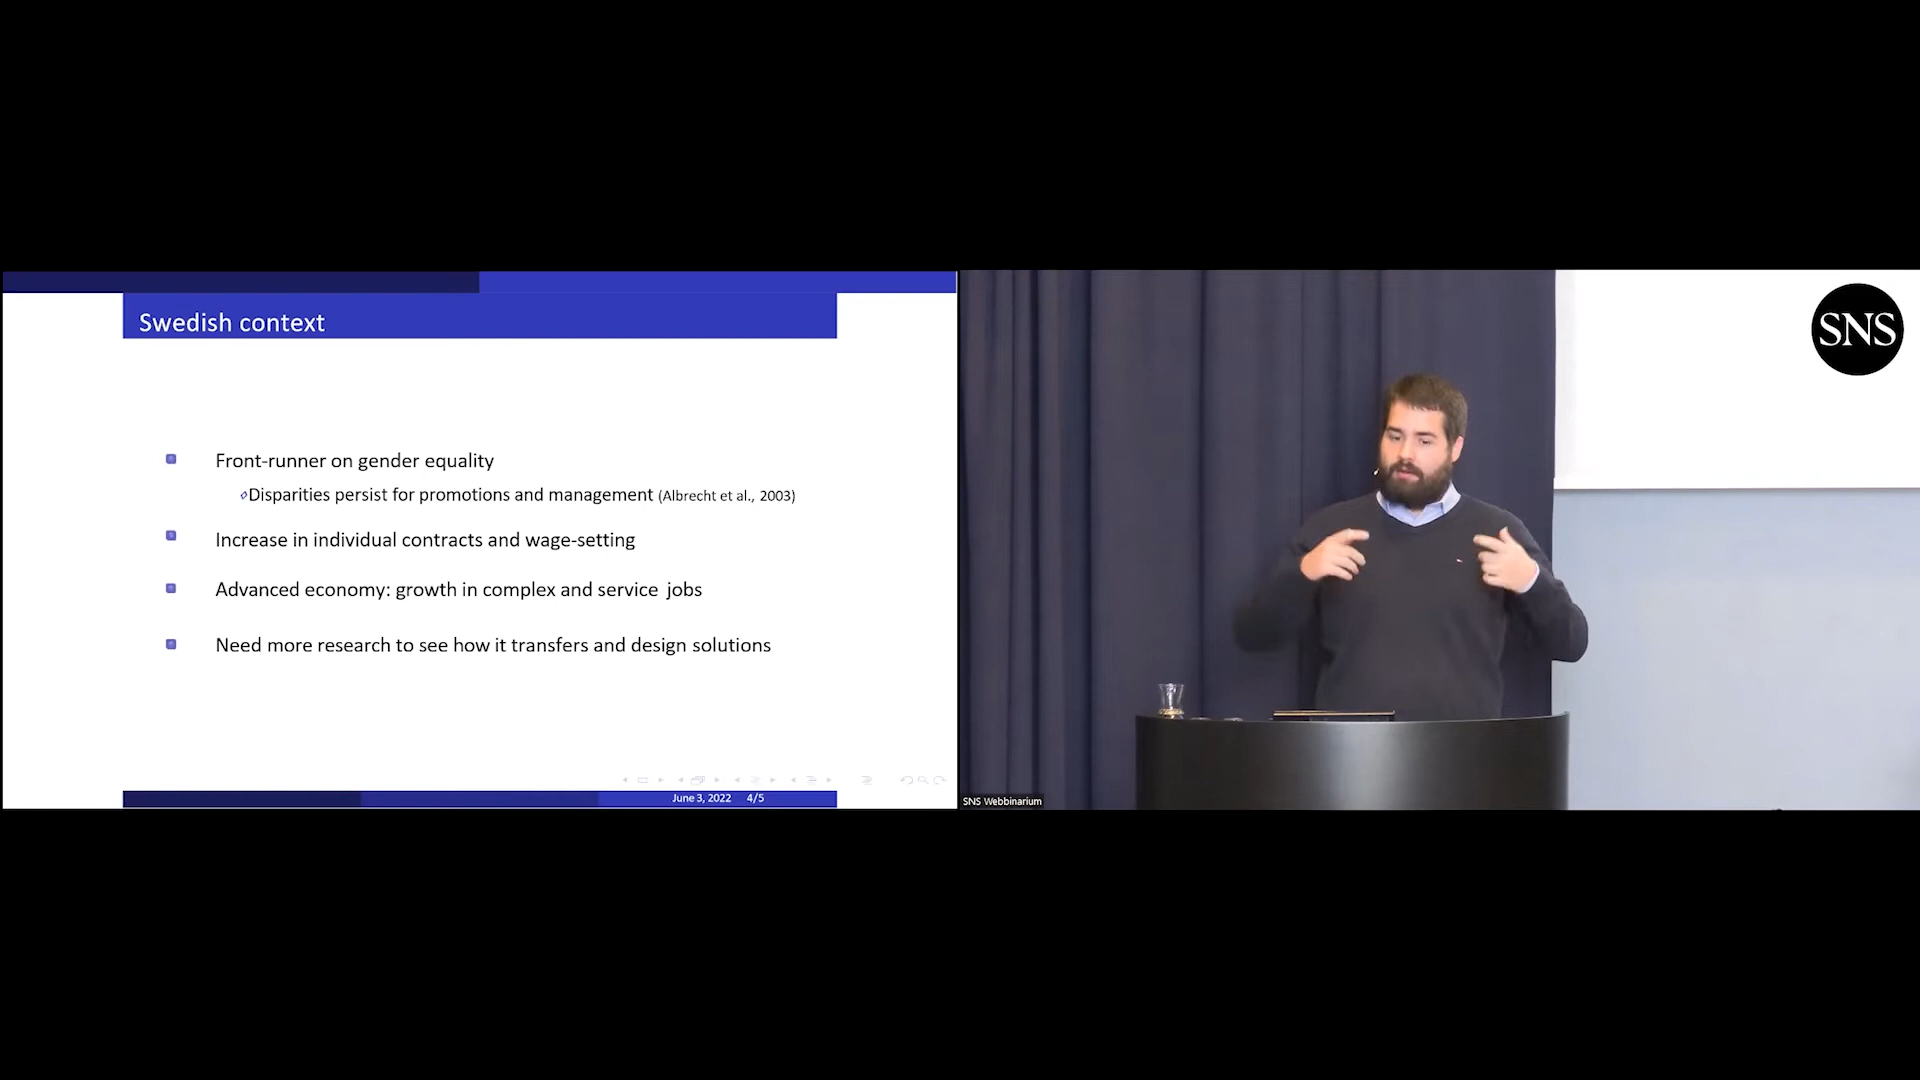 Swedish context
Front-runner on gender equality
Disparities persist for promotions and management (Albrecht et al., 2003)
Increase in individual contracts and wage-setting
Advanced economy: growth in complex and service jobs
Need more research to see how it transfers and design solutions
June 3, 2022 4/5
SNS
SNS Webbinarium